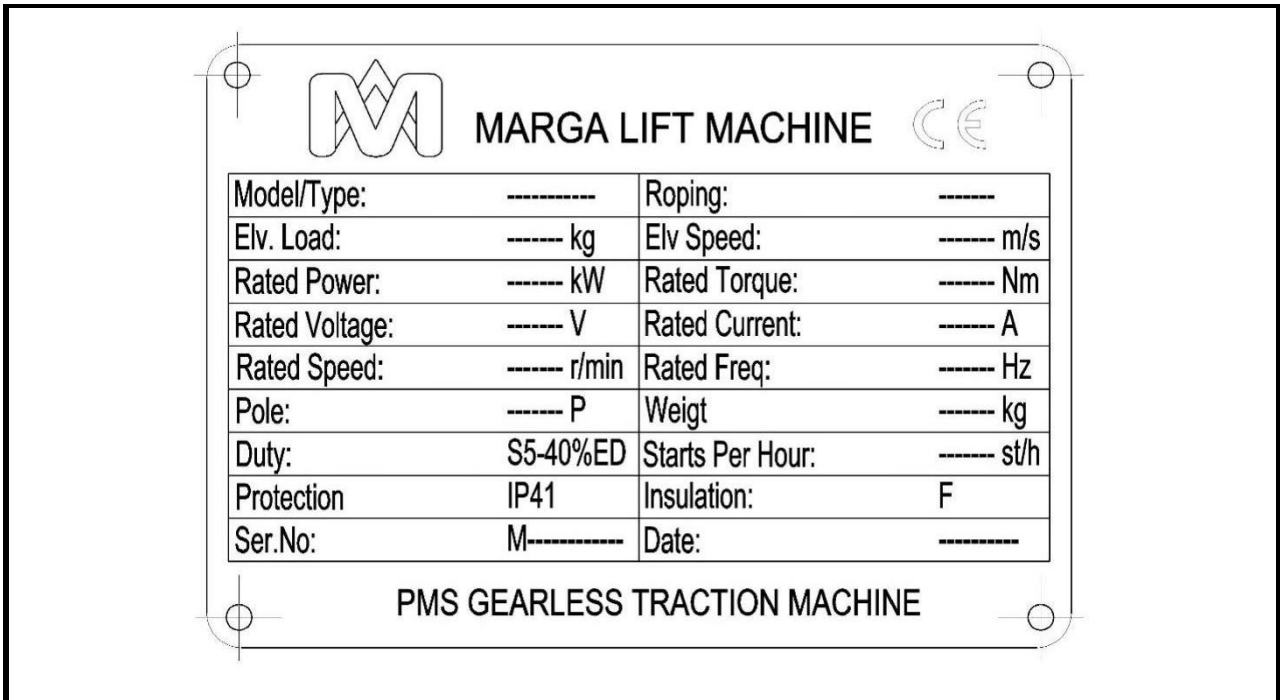 MARGA LIFT MACHINE CE
Model/Type: ----------- Roping: -------
Elv. Load: ------- kg Elv Speed: ------- m/s
Rated Power: ------- kW Rated Torque: ------- Nm
Rated Voltage: ------- V Rated Current: ------- A
Rated Speed: ------- r/min Rated Freq: ------- Hz
Pole: ------- P Weigt ------- kg
Duty: S5-40%ED Starts Per Hour: ------- st/h
Protection IP41 Insulation: F
Ser.No: M------------ Date: ----------
PMS GEARLESS TRACTION MACHINE